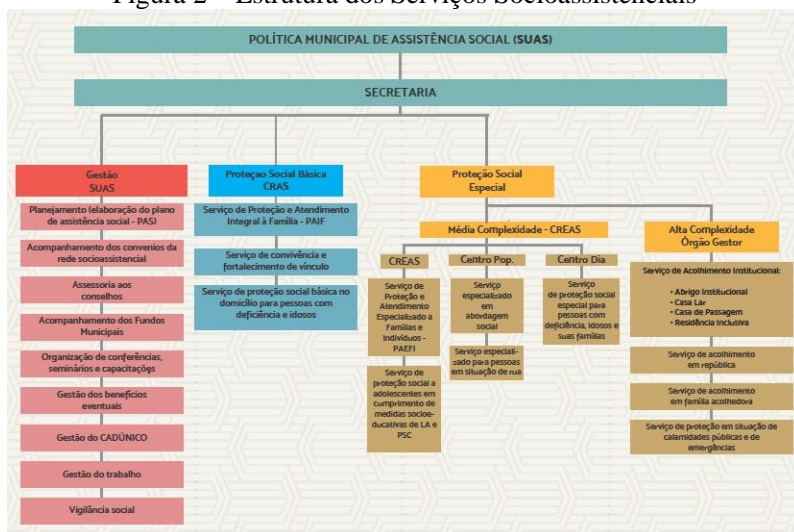 Figura 2 – Estrutura dos Serviços Socioassistenciais
POLÍTICA MUNICIPAL DE ASSISTÊNCIA SOCIAL (SUAS)
SECRETARIA
Gestão
SUAS
Planejamento (elaboração do plano
de assistência social - PAS)
Acompanhamento dos convenios da
rede socioassistencial
Assessoria aos
conselhos
Acompanhamento dos Fundos
Municipais
Organização de conferências,
seminários e capacitações
Gestão dos benefícios
eventuais
Gestão do CADÚNICO
Gestão do trabalho
Vigilância social
Proteçao Social Básica
CRAS
Serviço de Proteção e Atendimento
Integral à Família - PAIF
Serviço de convivência e
fortalecimento de vínculo
Serviço de proteção social básica no
domicílio para pessoas com
deficiência e idosos
Proteção Social
Especial
Média Complexidade - CREAS
CREAS
Serviço de
Proteção e
Atendimento
Especializado a
Famílias e
Indivíduos -
PAEFI
Serviço de
proteção social a
adolescentes em
cumprimento de
medidas socioe-
ducativas de LA e
PSC
Centro Pop.
Serviço
especializado
em
abordagem
social
Serviço especiali-
zado para pessoas
em situação de rua
Centro Dia
Serviço
de proteção social
especial para
pessoas com
deficiência, idosos e
suas famílias
Alta Complexidade
Órgão Gestor
Serviço de Acolhimento Institucional:
• Abrigo Institucional
• Casa Lar
• Casa de Passagem
• Residência Inclusiva
Serviço de acolhimento
em república
Serviço de acolhimento
em família acolhedora
Serviço de proteção em situação de
calamidades públicas e de
emergências